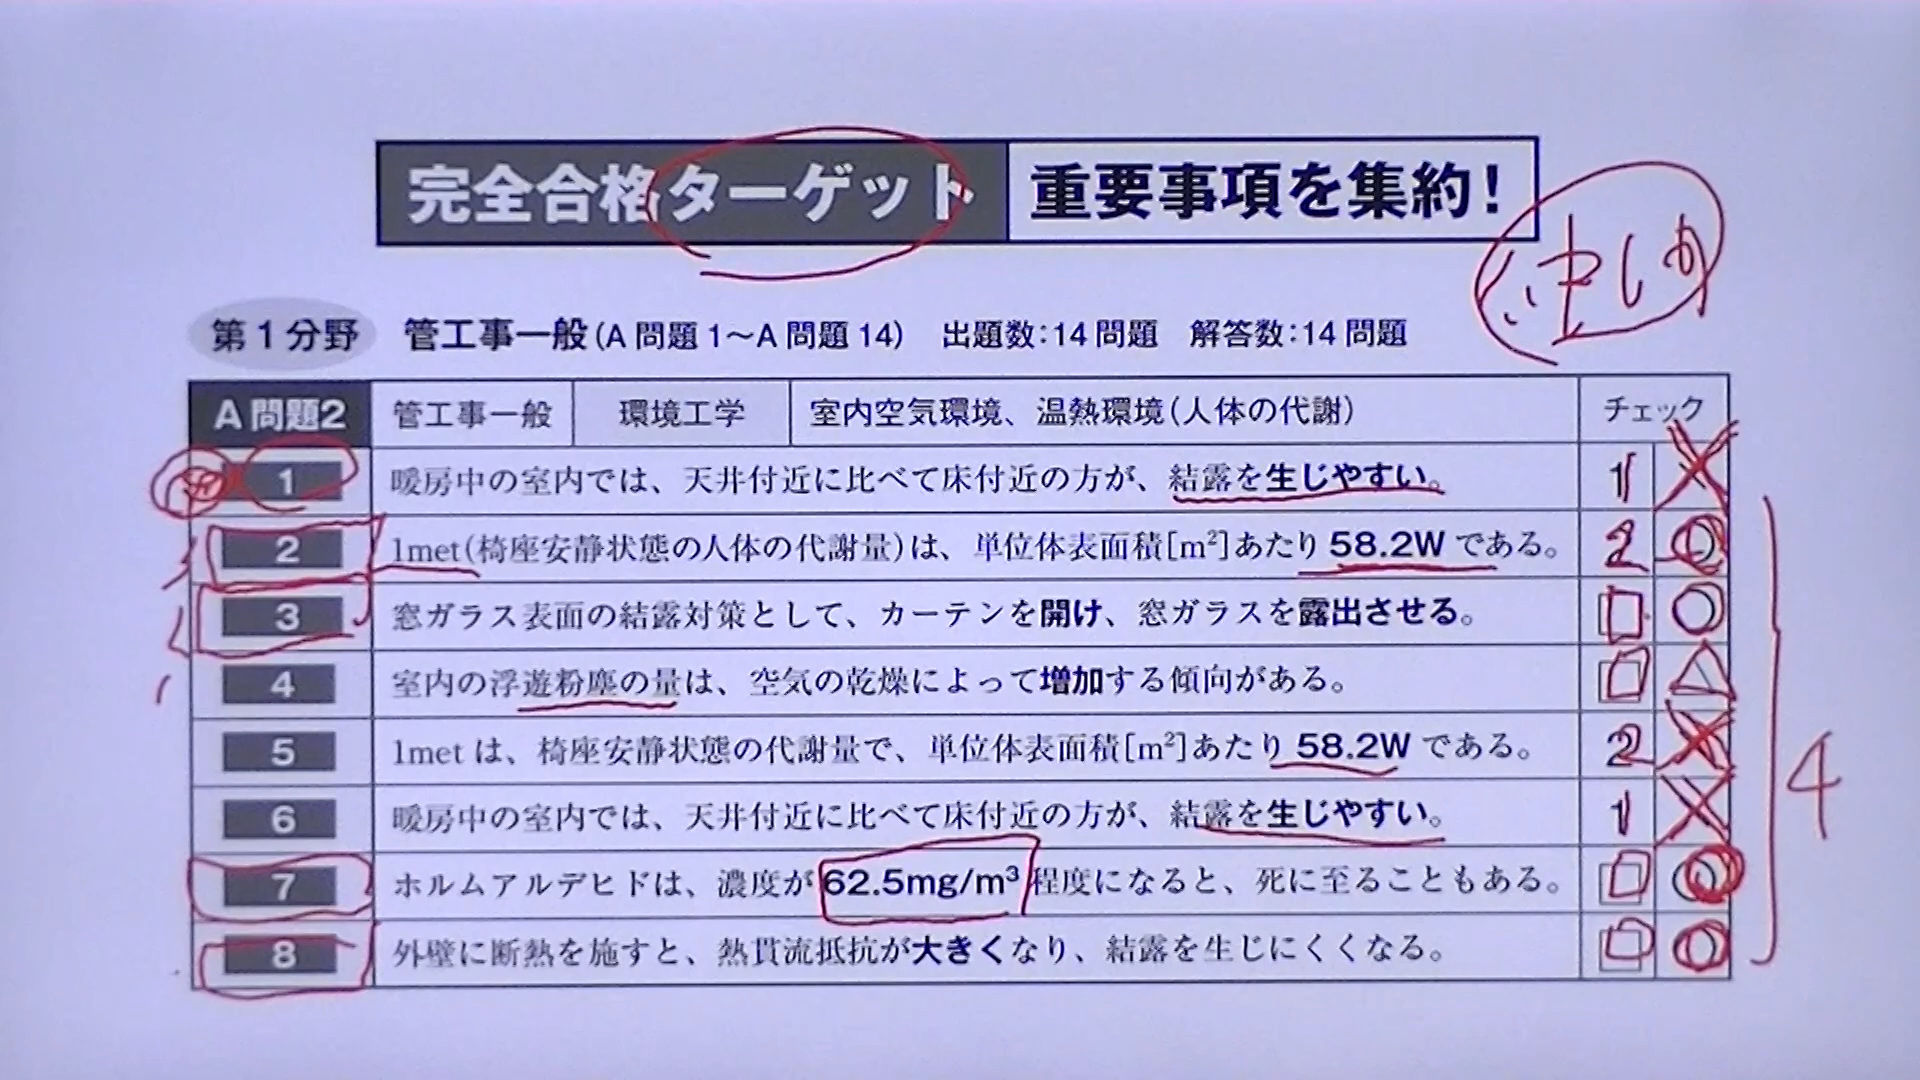 完全合格ターゲット 重要事項を集約!
第1分野 管工事一般(A問題1〜A問題14) 出題数:14問題 解答数:14問題
A問題2 管工事一般 環境工学 室内空気環境、温熱環境(人体の代謝) チェック
1 暖房中の室内では、天井付近に比べて床付近の方が、結露を生じやすい。 1 ×
2 1met(椅座安静状態の人体の代謝量)は、単位体表面積[m²]あたり58.2Wである。 2 ○
3 窓ガラス表面の結露対策として、カーテンを開け、窓ガラスを露出させる。 □ ○
4 室内の浮遊粉塵の量は、空気の乾燥によって増加する傾向がある。 □ △
5 1metは、椅座安静状態の代謝量で、単位体表面積[m²]あたり58.2Wである。 2 ×
6 暖房中の室内では、天井付近に比べて床付近の方が、結露を生じやすい。 1 ×
7 ホルムアルデヒドは、濃度が62.5mg/m³程度になると、死に至ることもある。 □ ○
8 外壁に断熱を施すと、熱貫流抵抗が大きくなり、結露を生じにくくなる。 □ ○
4